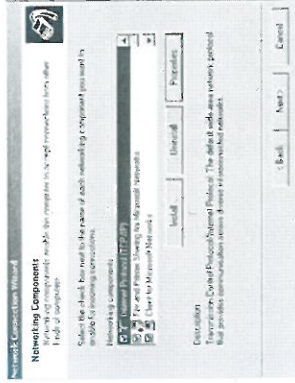 Network Connection Wizard
Networking Components
Networking components enable this computer to accept connections from other
kinds of computers.
Select the check box next to the name of each networking component you want to
enable for incoming connections.
Networking components:
Internet Protocol (TCP/IP)
File and Printer Sharing for Microsoft Networks
Client for Microsoft Networks
Install...
Uninstall
Properties
Description:
Transmission Control Protocol/Internet Protocol. The default wide area network protocol
that provides communication across diverse interconnected networks.
< Back
Next >
Cancel